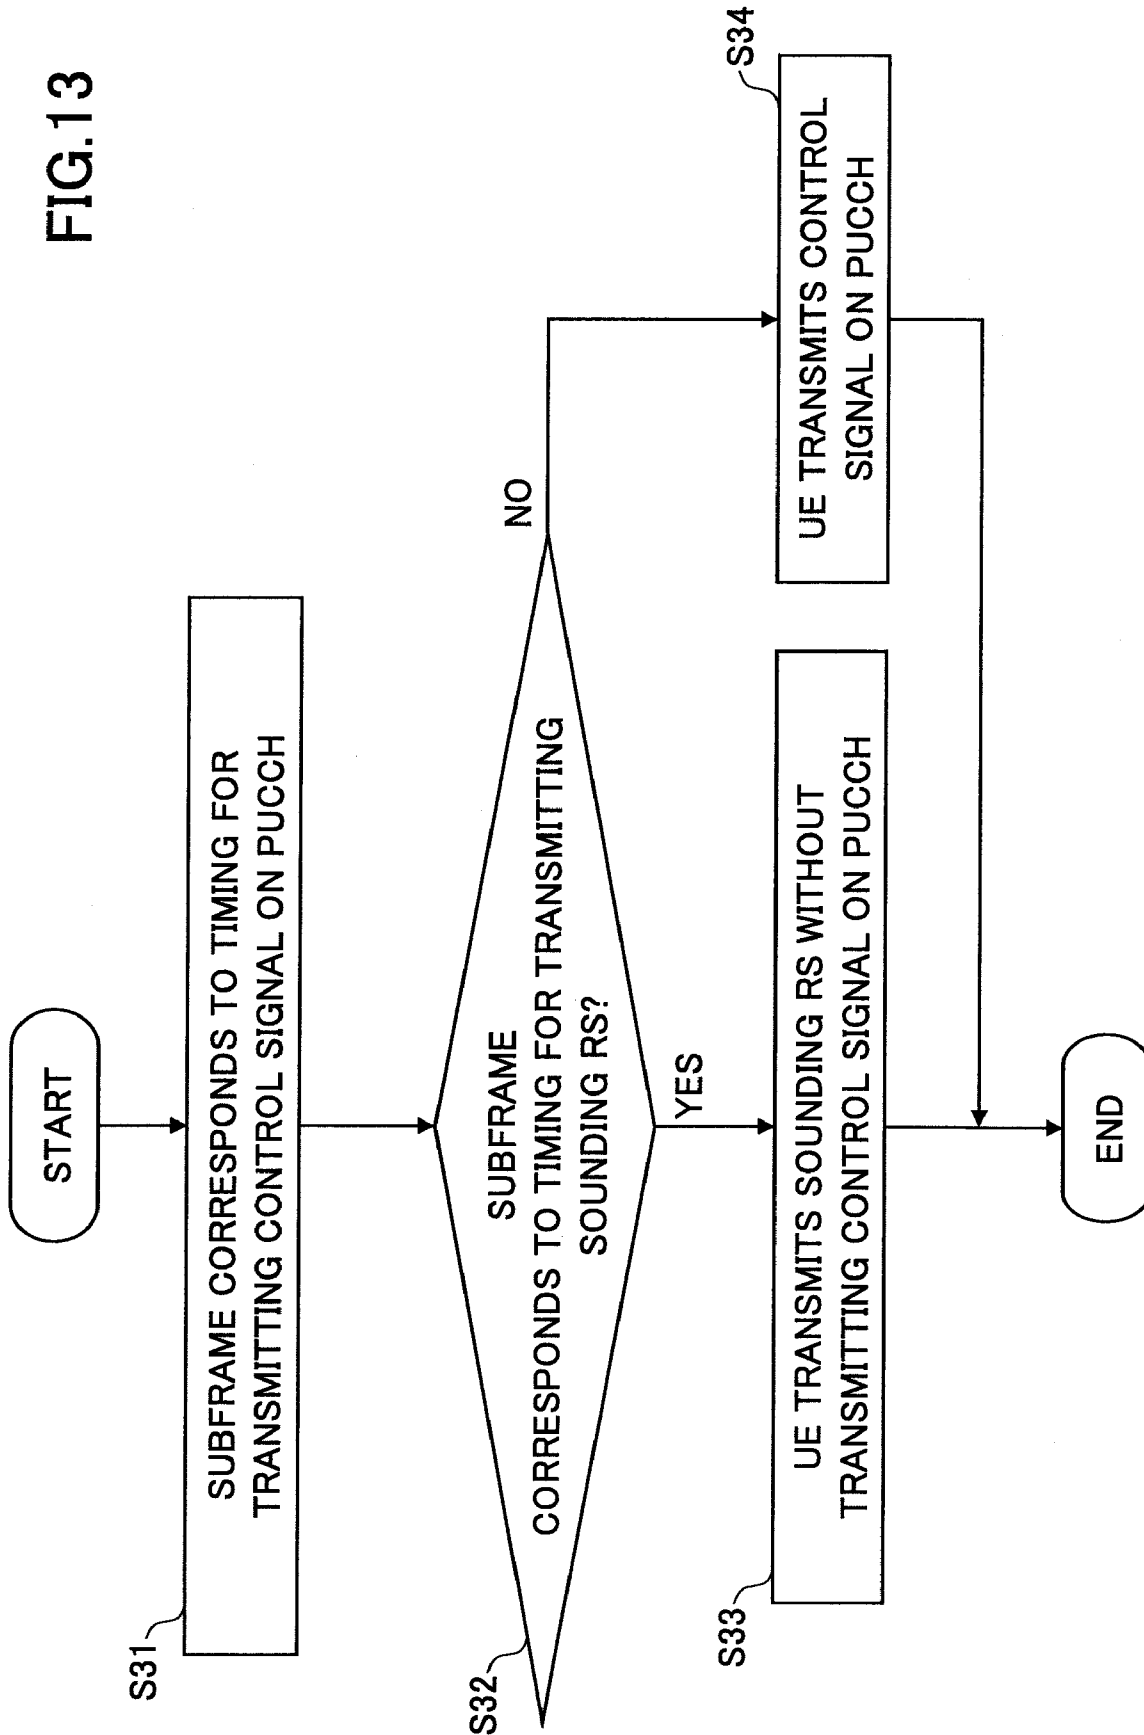 FIG.13
START
S31
SUBFRAME CORRESPONDS TO TIMING FOR
TRANSMITTING CONTROL SIGNAL ON PUCCH
S32
SUBFRAME
CORRESPONDS TO TIMING FOR TRANSMITTING
SOUNDING RS?
NO
YES
S33
UE TRANSMITS SOUNDING RS WITHOUT
TRANSMITTING CONTROL SIGNAL ON PUCCH
S34
UE TRANSMITS CONTROL
SIGNAL ON PUCCH
END